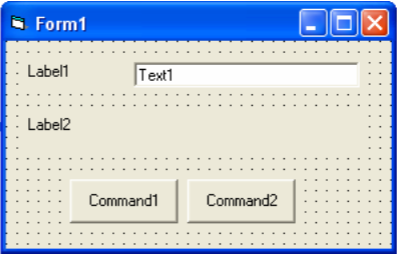 Form1
Label1
Text1
Label2
Command1
Command2